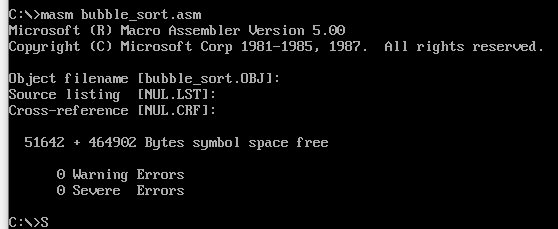 C:\>masm bubble_sort.asm
Microsoft (R) Macro Assembler Version 5.00
Copyright (C) Microsoft Corp 1981-1985, 1987.  All rights reserved.
Object filename [bubble_sort.OBJ]:
Source listing  [NUL.LST]:
Cross-reference [NUL.CRF]:
51642 + 464902 Bytes symbol space free
0 Warning Errors
0 Severe  Errors
C:\>S